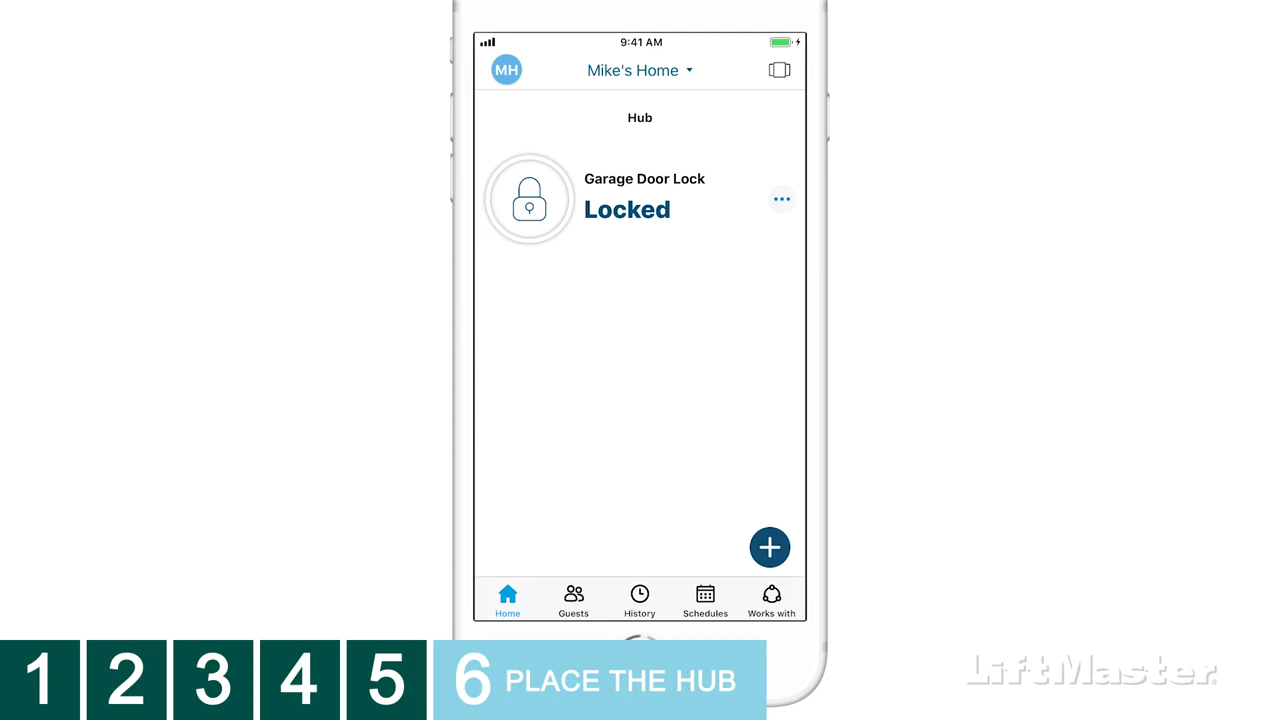 9:41 AM
MH
Mike's Home
Hub
Garage Door Lock
Locked
Home
Guests
History
Schedules
Works with
1
2
3
4
5
6 PLACE THE HUB
LiftMaster